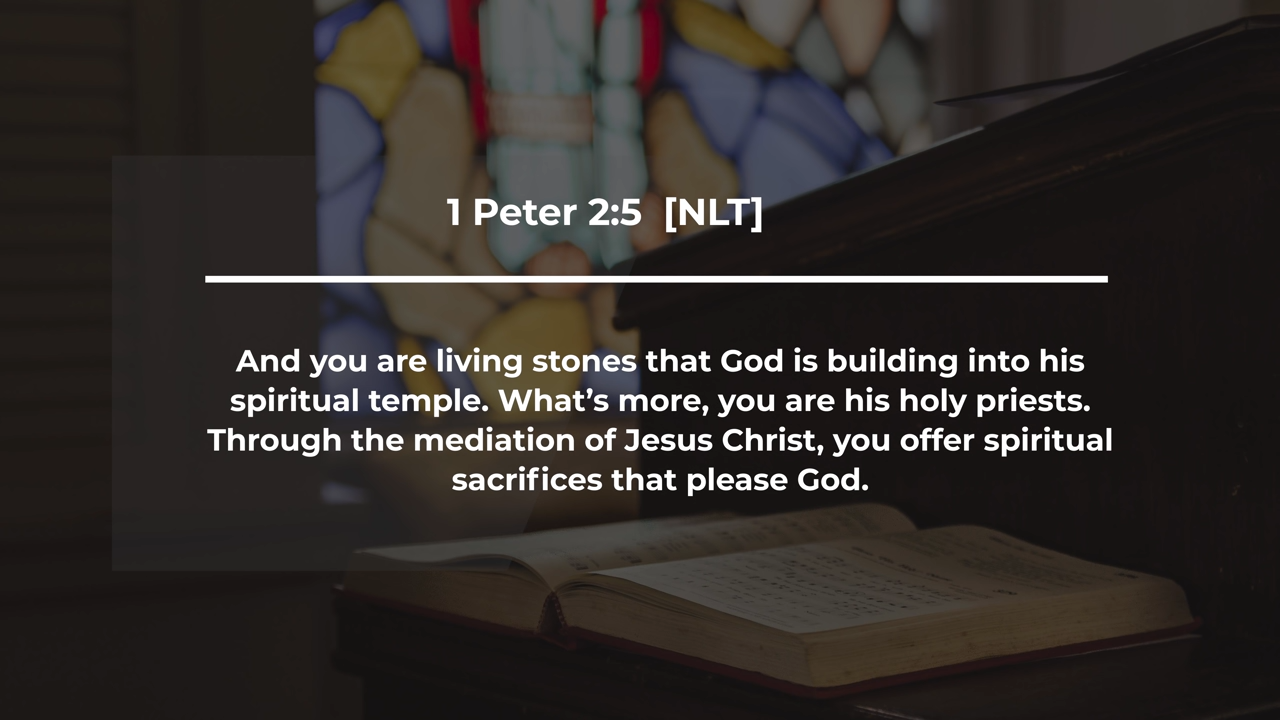 1 Peter 2:5  [NLT]
And you are living stones that God is building into his
spiritual temple. What’s more, you are his holy priests.
Through the mediation of Jesus Christ, you offer spiritual
sacrifices that please God.